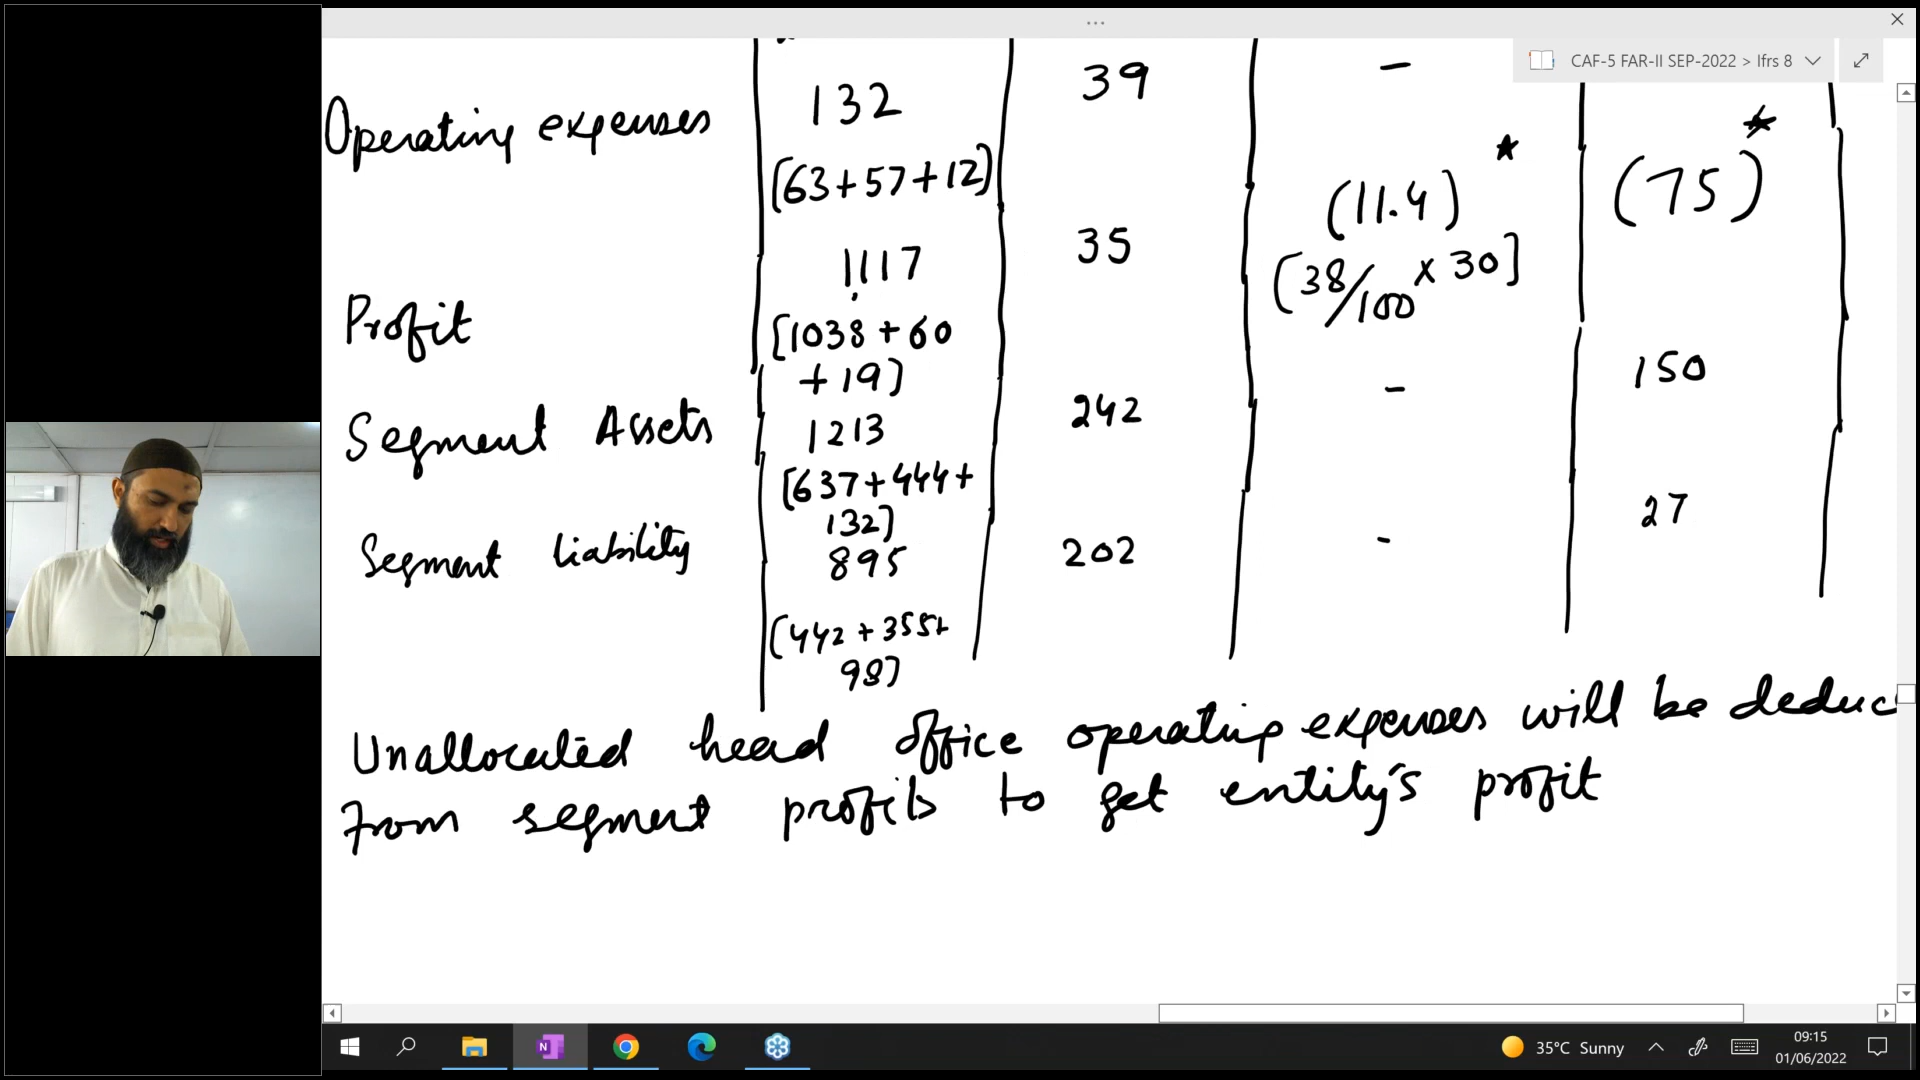 CAF-5 FAR-II SEP-2022 > Ifrs 8
Operating expenses 132 39 -
[63+57+12] (11.4) * (75) *
Profit 1117 35 [38/100 x 30]
[1038 + 60
+ 19]
Segment Assets 1213 242 - 150
[637+444+
132]
Segment liability 895 202 - 27
[442 + 355+
98]
Unallocated head office operating expenses will be deduc
From segment profits to get entity's profit
35°C Sunny
09:15
01/06/2022